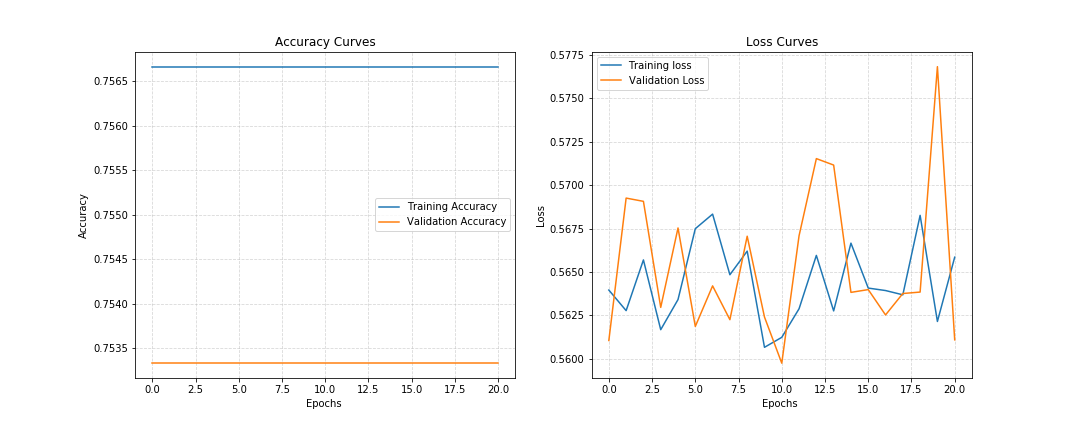 Accuracy Curves
0.7565
0.7560
0.7555
0.7550
0.7545
0.7540
0.7535
Accuracy
Training Accuracy
Validation Accuracy
0.0 2.5 5.0 7.5 10.0 12.5 15.0 17.5 20.0
Epochs
Loss Curves
0.5775
0.5750
0.5725
0.5700
0.5675
0.5650
0.5625
0.5600
Loss
Training loss
Validation Loss
0.0 2.5 5.0 7.5 10.0 12.5 15.0 17.5 20.0
Epochs